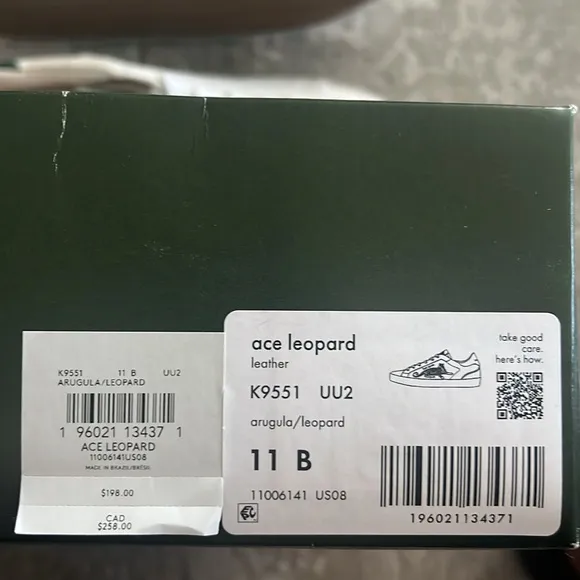 K9551 11 B UU2
ARUGULA/LEOPARD
1 96021 13437 1
ACE LEOPARD
11006141US08
MADE IN BRAZIL/BRÉSIL
$198.00
CAD
$258.00
ace leopard
leather
K9551 UU2
arugula/leopard
11 B
11006141 US08
take good
care.
here's how.
196021134371